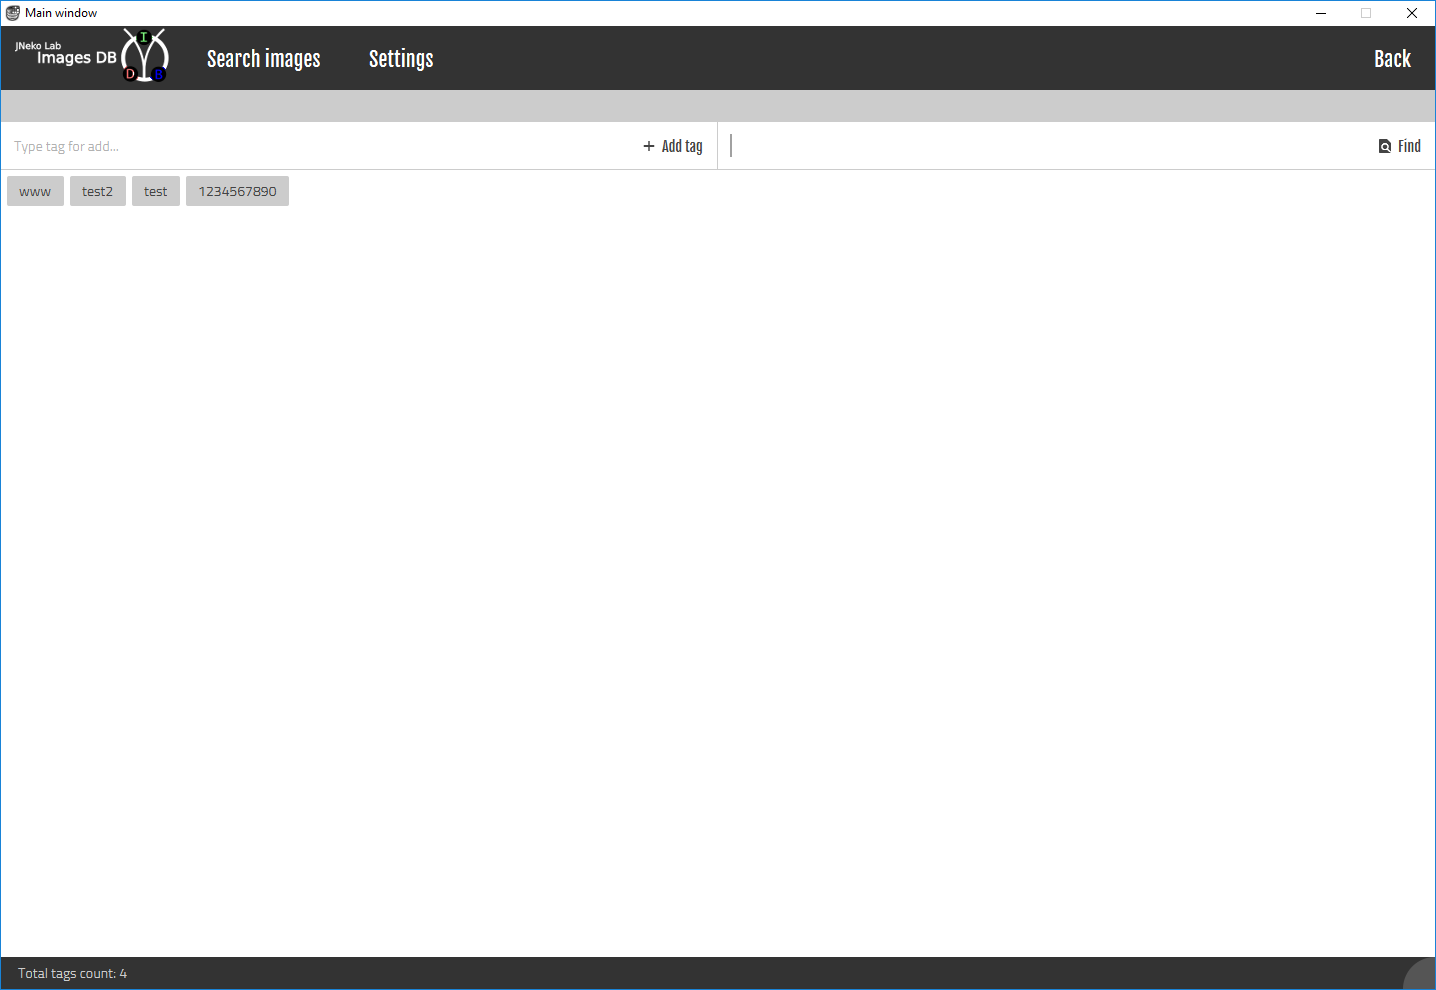 Main window
JNeko Lab
Images DB
I
D B
Search images Settings Back
Type tag for add... + Add tag Find
www test2 test 1234567890
Total tags count: 4